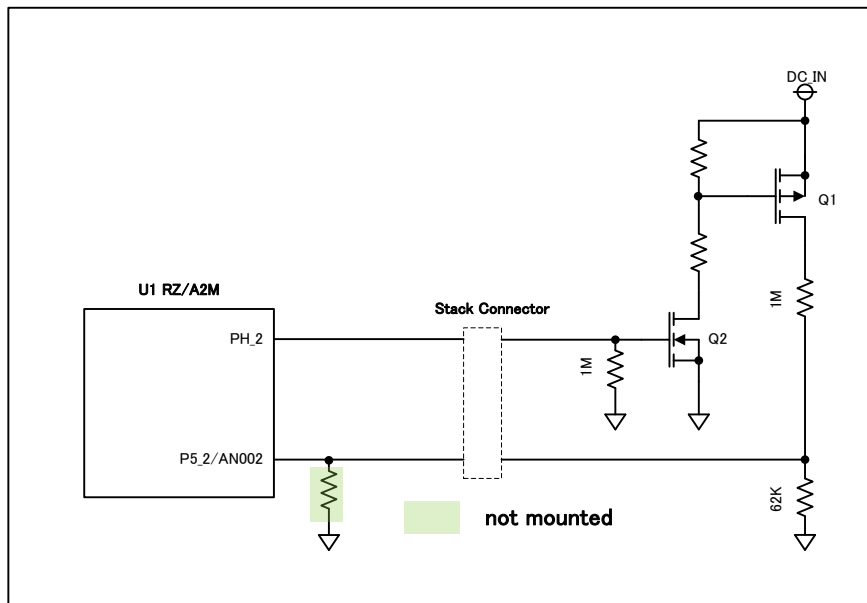 DC_IN
Q1
U1 RZ/A2M
1M
Stack Connector
PH_2
Q2
1M
P5_2/AN002
62K
not mounted